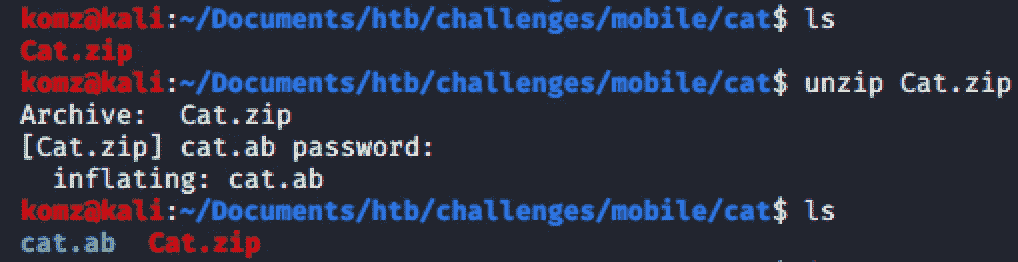 komz@kali:~/Documents/htb/challenges/mobile/cat$ ls
Cat.zip
komz@kali:~/Documents/htb/challenges/mobile/cat$ unzip Cat.zip
Archive:  Cat.zip
[Cat.zip] cat.ab password:
  inflating: cat.ab
komz@kali:~/Documents/htb/challenges/mobile/cat$ ls
cat.ab  Cat.zip